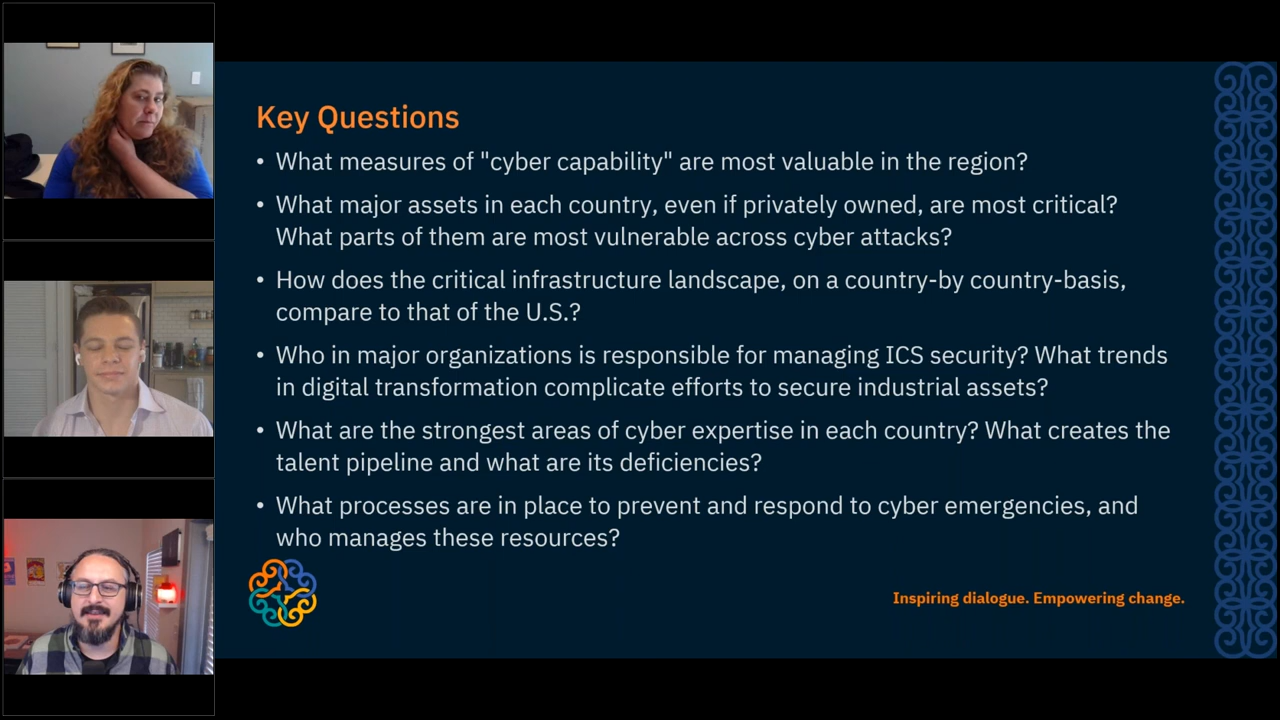 Key Questions
• What measures of "cyber capability" are most valuable in the region?
• What major assets in each country, even if privately owned, are most critical?
What parts of them are most vulnerable across cyber attacks?
• How does the critical infrastructure landscape, on a country-by country-basis,
compare to that of the U.S.?
• Who in major organizations is responsible for managing ICS security? What trends
in digital transformation complicate efforts to secure industrial assets?
• What are the strongest areas of cyber expertise in each country? What creates the
talent pipeline and what are its deficiencies?
• What processes are in place to prevent and respond to cyber emergencies, and
who manages these resources?
Inspiring dialogue. Empowering change.